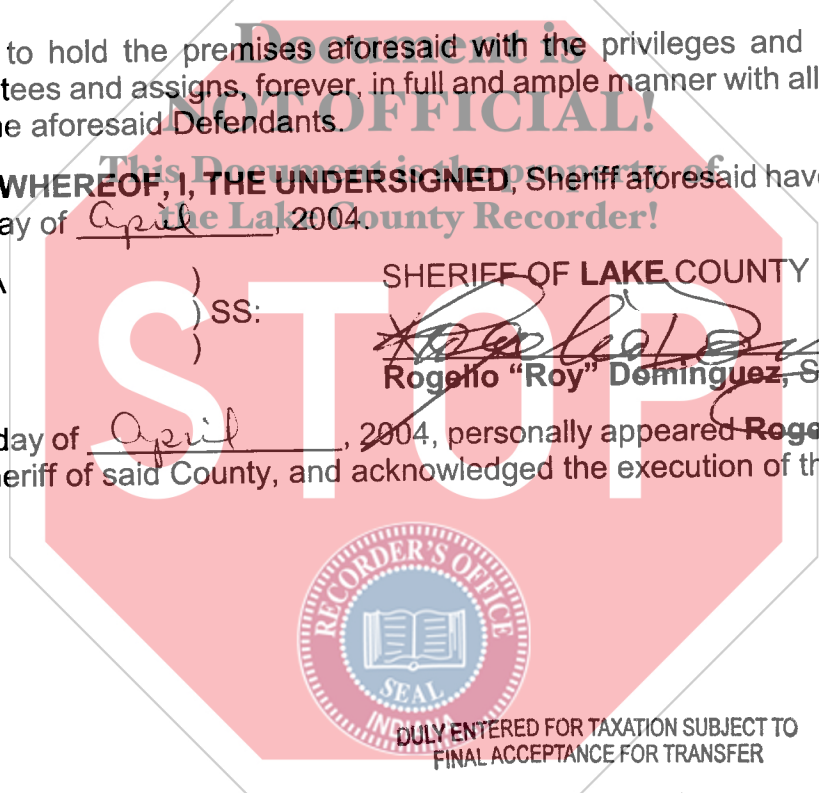 Document is
to hold the premises aforesaid with the privileges and
tees and assigns, forever, in full and ample manner with all
NOT OFFICIAL!
ne aforesaid Defendants.
This Document is the property of
WHEREOF, I, THE UNDERSIGNED, Sheriff aforesaid have
the Lake County Recorder!
ay of April, 2004.
SHERIFF OF LAKE COUNTY
)
) SS:
)
Rogelio "Roy" Dominguez, S
day of April, 2004, personally appeared Roge
heriff of said County, and acknowledged the execution of th
STOP
RECORDER'S OFFICE
SEAL
INDIANA
DULY ENTERED FOR TAXATION SUBJECT TO
FINAL ACCEPTANCE FOR TRANSFER